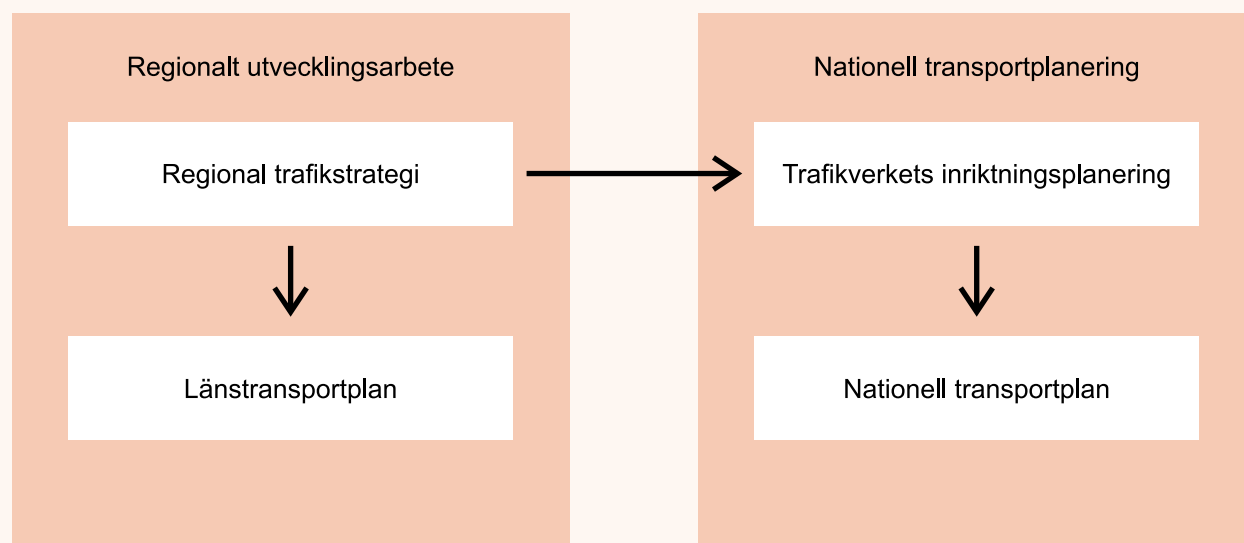 Regionalt utvecklingsarbete
Regional trafikstrategi
Länstransportplan
Nationell transportplanering
Trafikverkets inriktningsplanering
Nationell transportplan